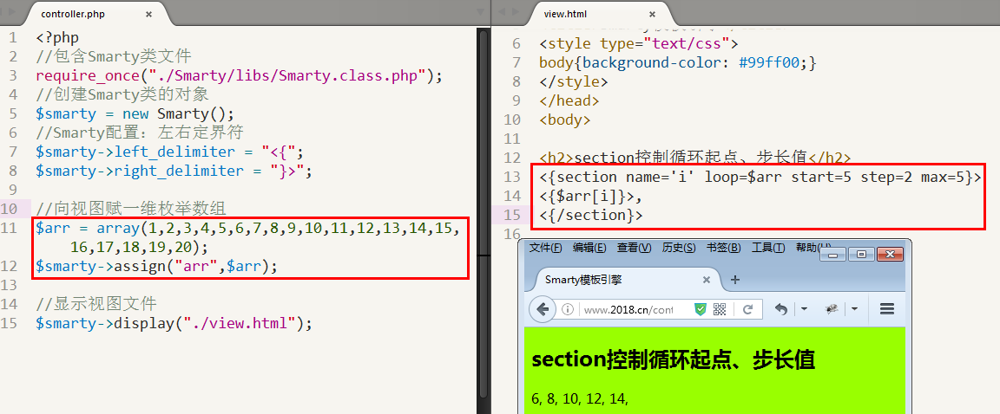 controller.php ×
1 <?php
2 //包含Smarty类文件
3 require_once("./Smarty/libs/Smarty.class.php");
4 //创建Smarty类的对象
5 $smarty = new Smarty();
6 //Smarty配置：左右定界符
7 $smarty->left_delimiter = "<{";
8 $smarty->right_delimiter = "}>";
9
10 //向视图赋一维枚举数组
11 $arr = array(1,2,3,4,5,6,7,8,9,10,11,12,13,14,15,
16,17,18,19,20);
12 $smarty->assign("arr",$arr);
13
14 //显示视图文件
15 $smarty->display("./view.html");
view.html ×
6 <style type="text/css">
7 body{background-color: #99ff00;}
8 </style>
9 </head>
10 <body>
11
12 <h2>section控制循环起点、步长值</h2>
13 <{section name='i' loop=$arr start=5 step=2 max=5}>
14 <{$arr[i]}>,
15 <{/section}>
16
文件(F) 编辑(E) 查看(V) 历史(S) 书签(B) 工具(T) 帮助(H)
Smarty模板引擎 × +
www.2018.cn/cont
section控制循环起点、步长值
6, 8, 10, 12, 14,